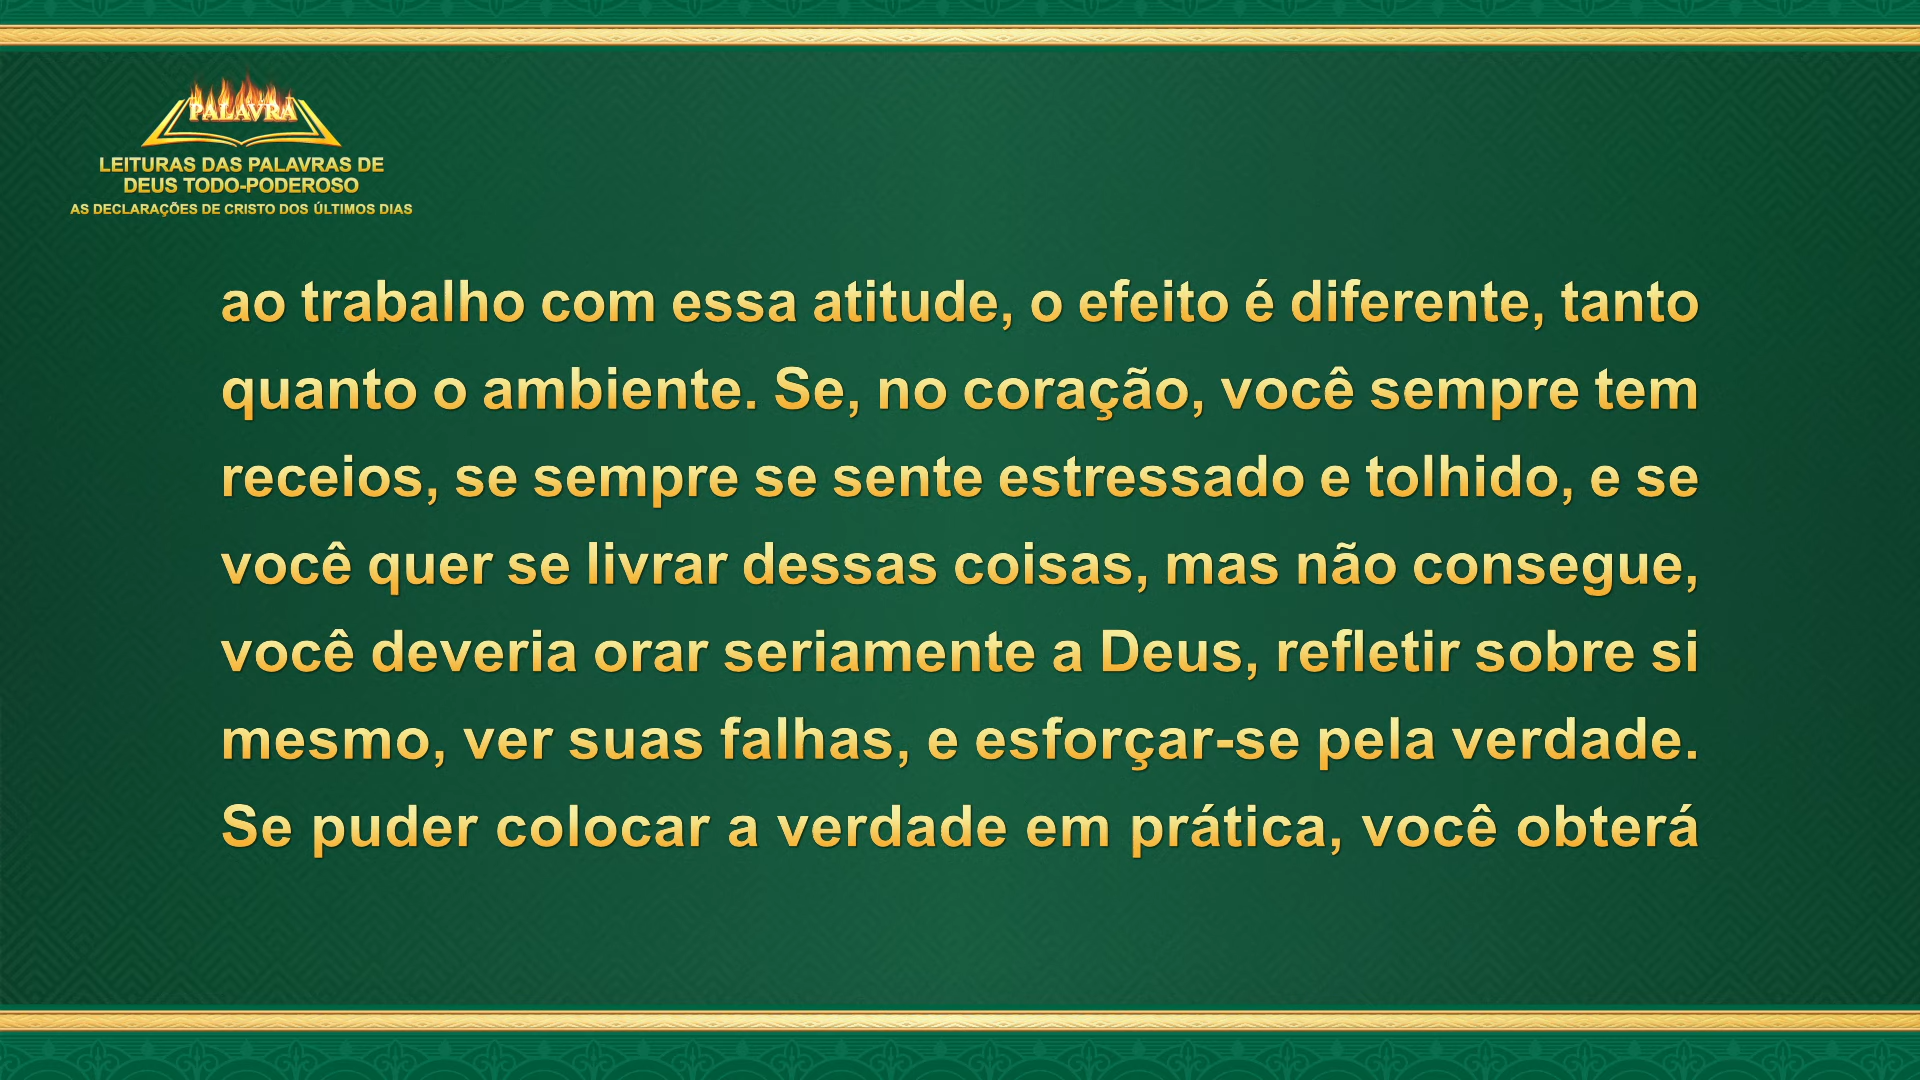 PALAVRA
LEITURAS DAS PALAVRAS DE
DEUS TODO-PODEROSO
AS DECLARAÇÕES DE CRISTO DOS ÚLTIMOS DIAS
ao trabalho com essa atitude, o efeito é diferente, tanto
quanto o ambiente. Se, no coração, você sempre tem
receios, se sempre se sente estressado e tolhido, e se
você quer se livrar dessas coisas, mas não consegue,
você deveria orar seriamente a Deus, refletir sobre si
mesmo, ver suas falhas, e esforçar-se pela verdade.
Se puder colocar a verdade em prática, você obterá